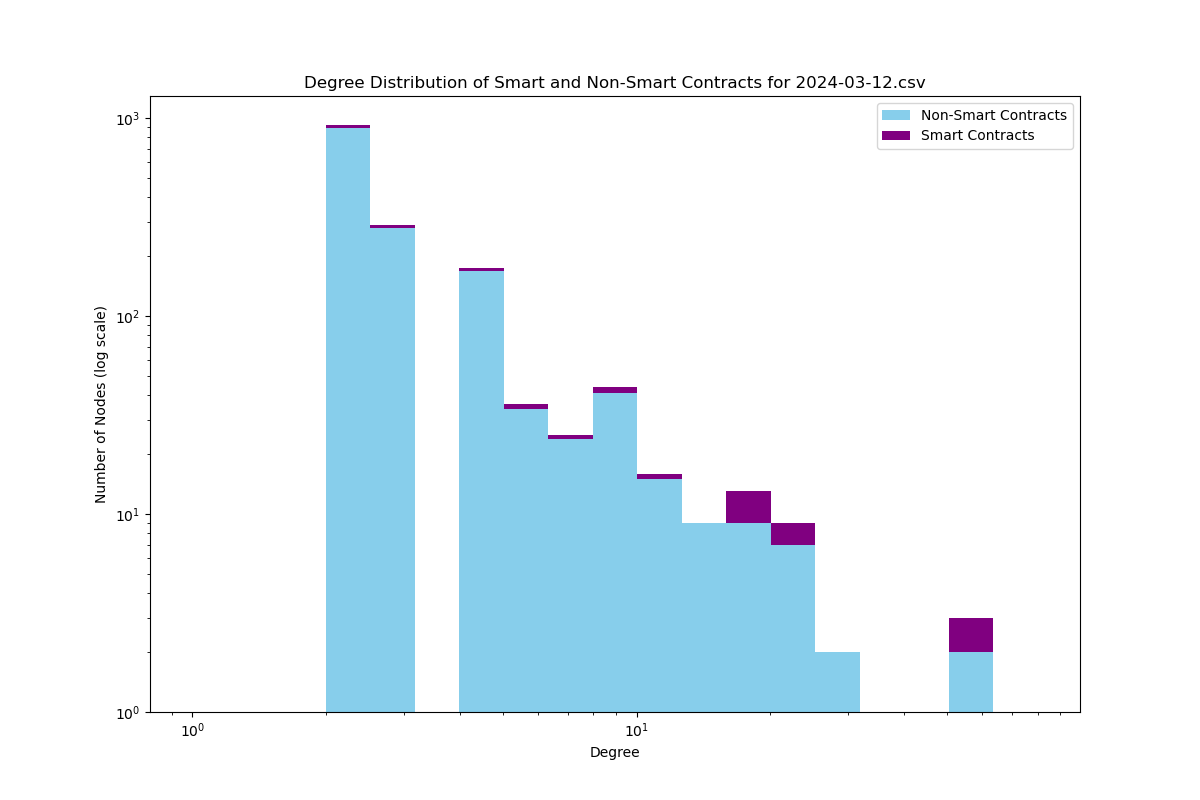 Degree Distribution of Smart and Non-Smart Contracts for 2024-03-12.csv
Non-Smart Contracts
Smart Contracts
Number of Nodes (log scale)
10³
10²
10¹
10⁰
10⁰ 10¹
Degree